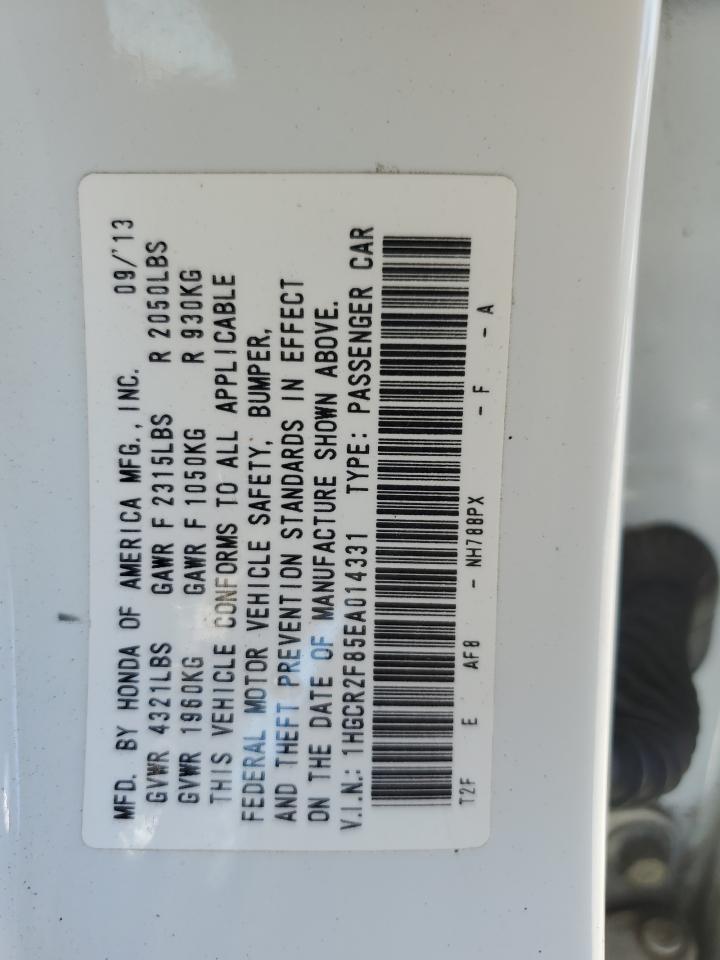 MFD. BY HONDA OF AMERICA MFG., INC. 09/'13
GVWR 4321LBS GAWR F 2315LBS R 2050LBS
GVWR 1960KG GAWR F 1050KG R 930KG
THIS VEHICLE CONFORMS TO ALL APPLICABLE
FEDERAL MOTOR VEHICLE SAFETY, BUMPER,
AND THEFT PREVENTION STANDARDS IN EFFECT
ON THE DATE OF MANUFACTURE SHOWN ABOVE.
V.I.N.: 1HGCR2F85EA014331 TYPE: PASSENGER CAR
T2F E AF8 - NH788PX - F - A